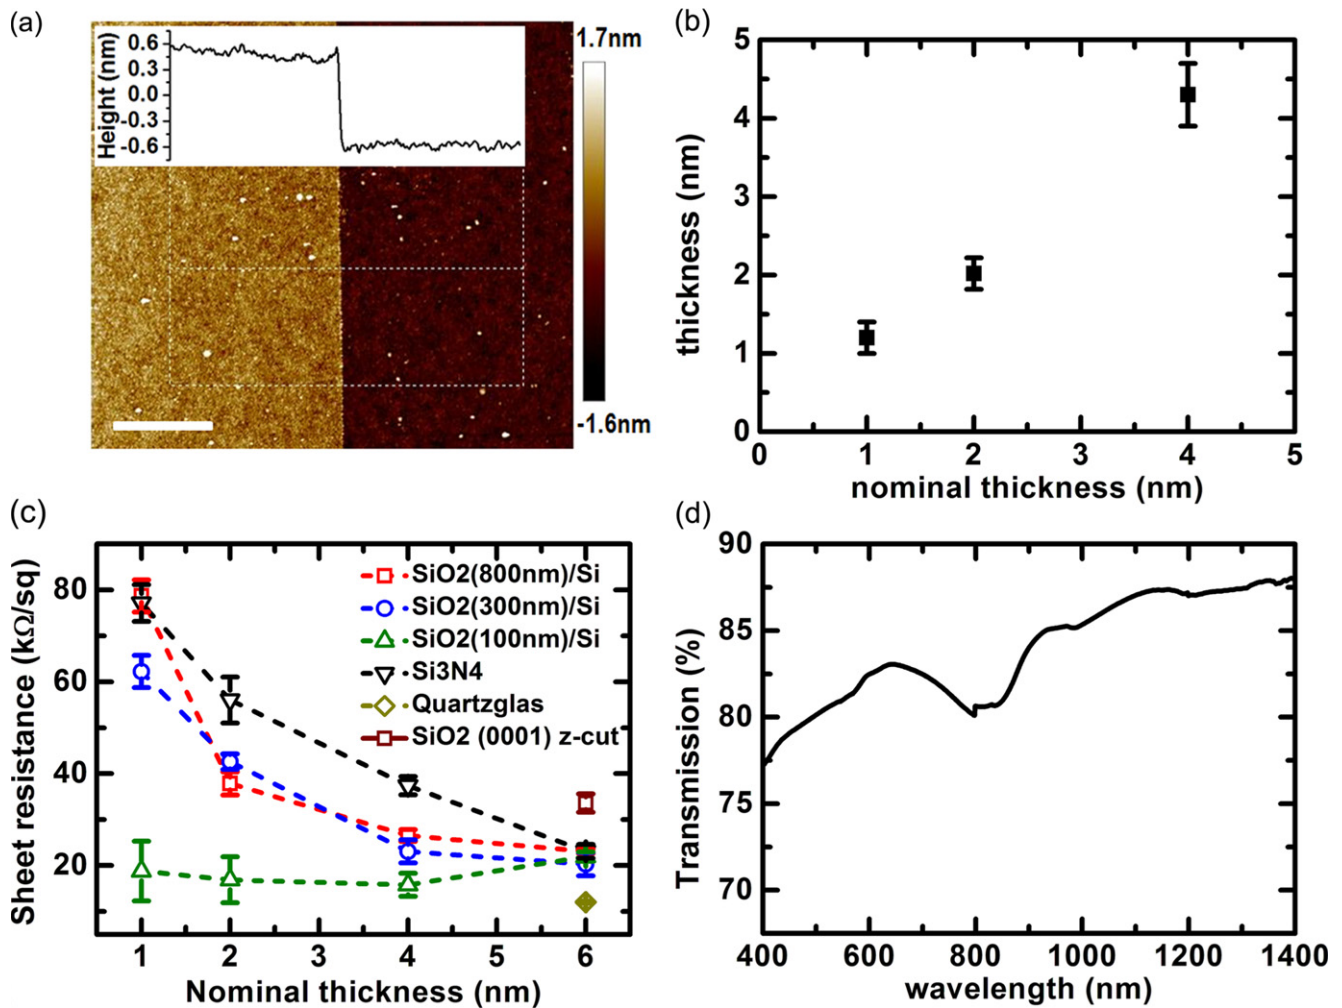 (a)
Height (nm)
0.6
0.3
0.0
-0.3
-0.6
1.7nm
-1.6nm
(b)
thickness (nm)
5
4
3
2
1
0
0 1 2 3 4 5
nominal thickness (nm)
(c)
Sheet resistance (kΩ/sq)
80
60
40
20
SiO2(800nm)/Si
SiO2(300nm)/Si
SiO2(100nm)/Si
Si3N4
Quartzglas
SiO2 (0001) z-cut
1 2 3 4 5 6
Nominal thickness (nm)
(d)
Transmission (%)
90
85
80
75
70
400 600 800 1000 1200 1400
wavelength (nm)